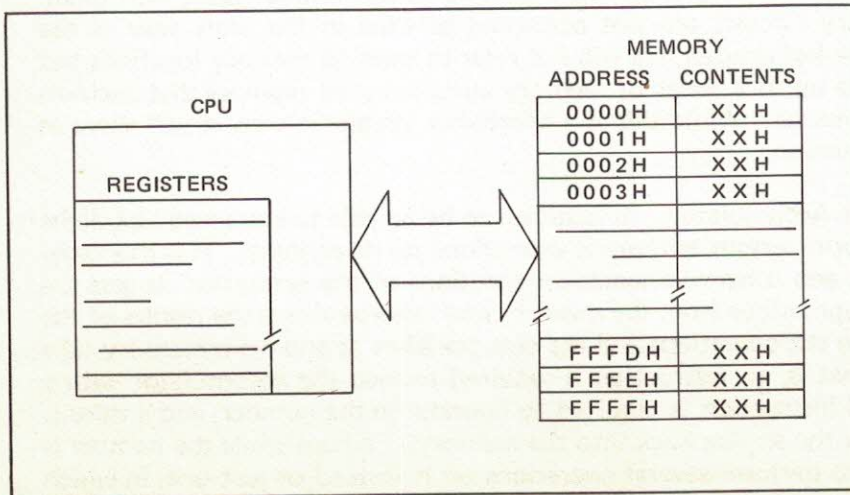 MEMORY
ADDRESS CONTENTS
CPU
0000H XXH
0001H XXH
0002H XXH
REGISTERS
0003H XXH
FFFDH XXH
FFFEH XXH
FFFFH XXH